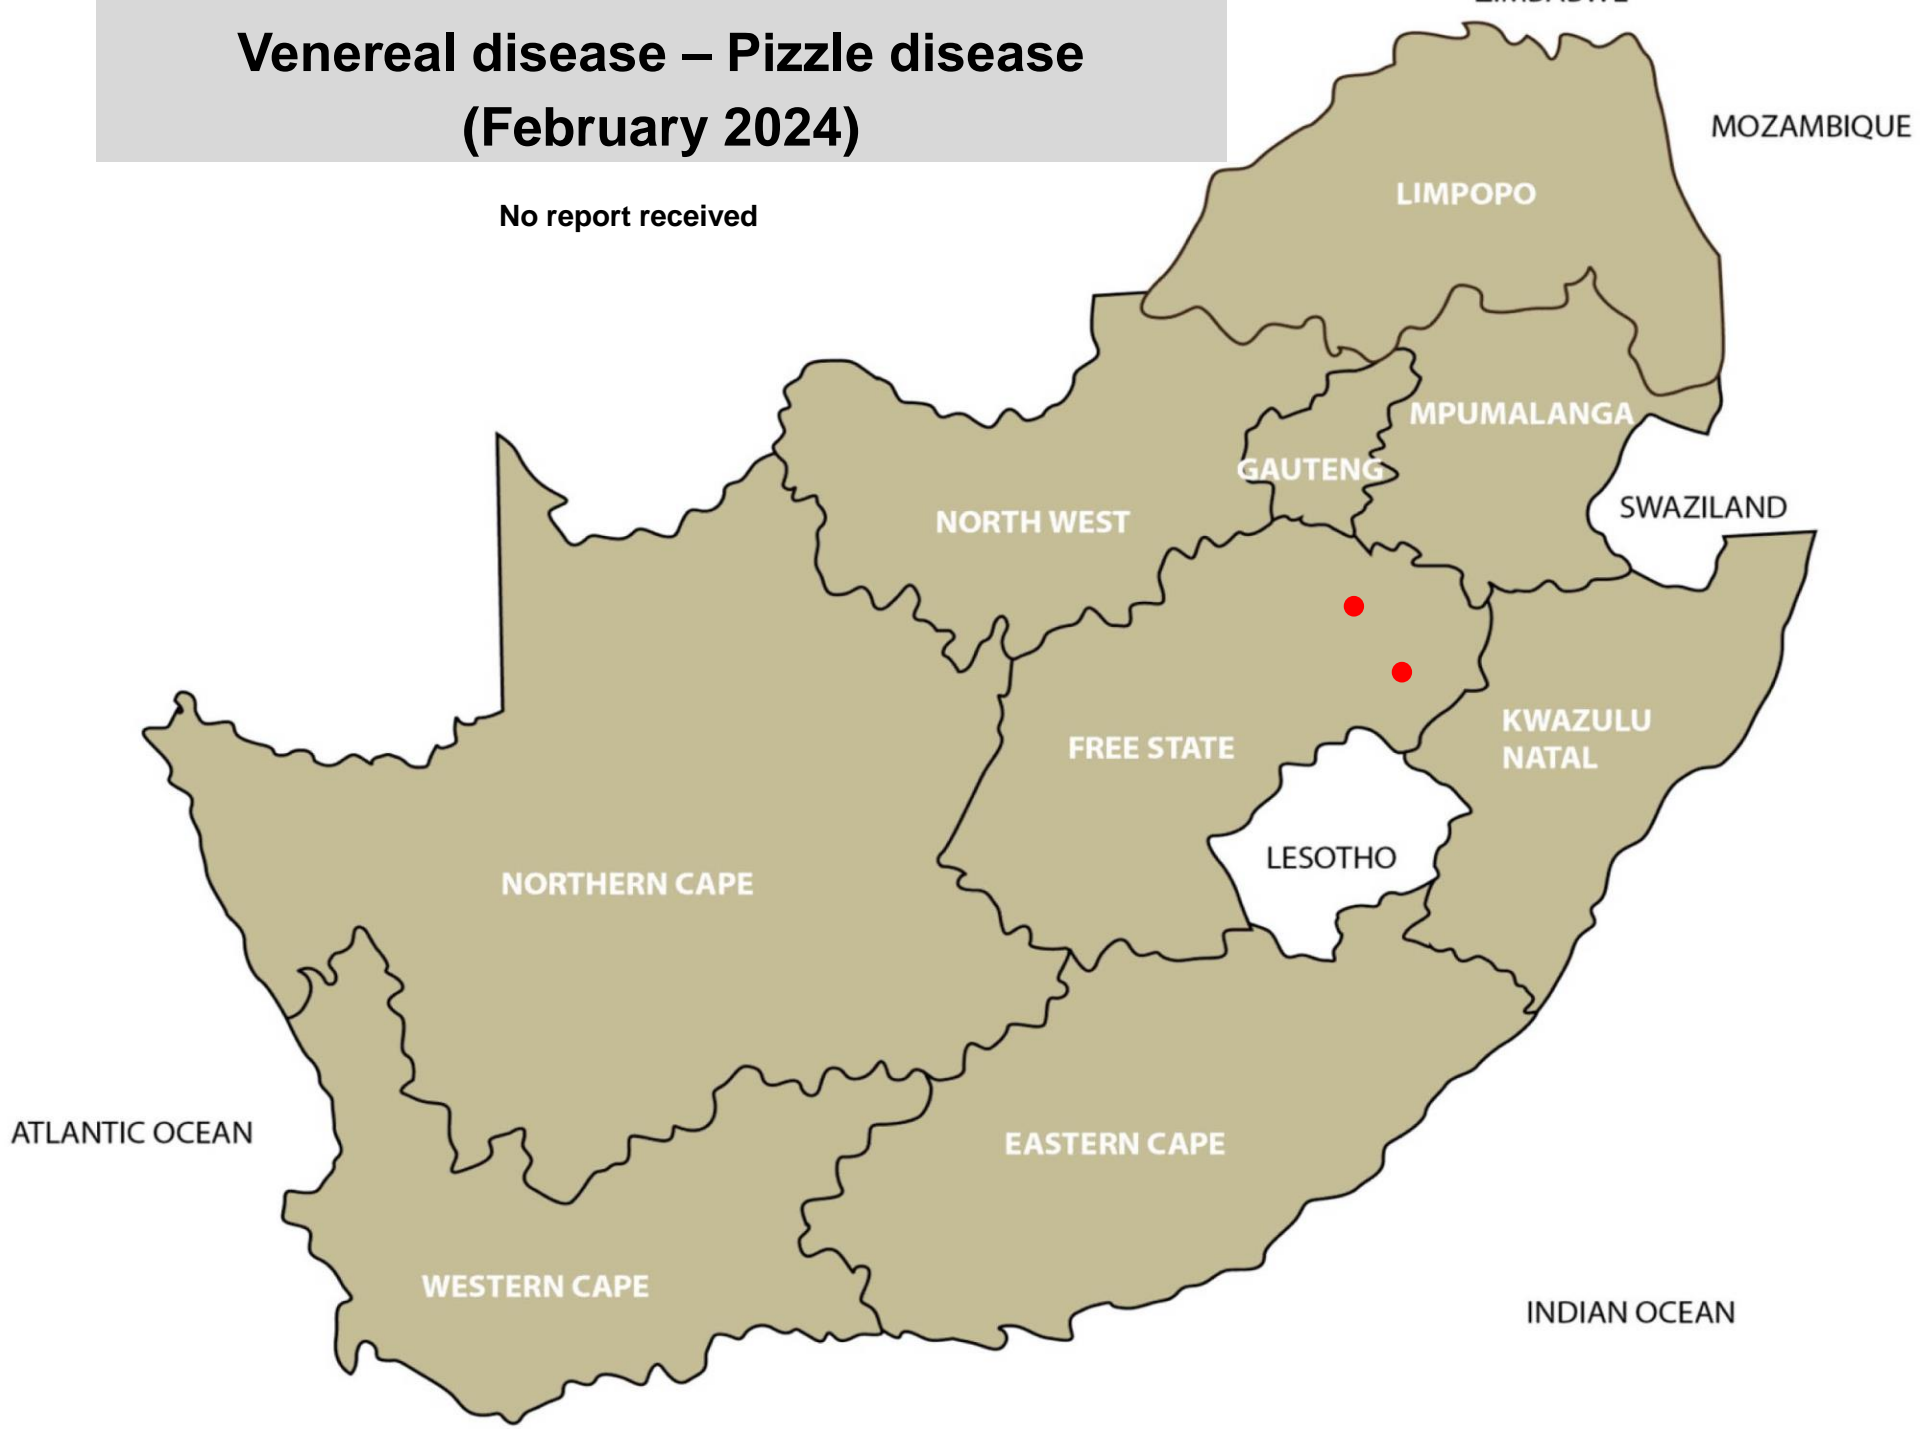 Venereal disease – Pizzle disease
(February 2024)
No report received
MOZAMBIQUE
LIMPOPO
MPUMALANGA
GAUTENG
SWAZILAND
NORTH WEST
KWAZULU
NATAL
FREE STATE
LESOTHO
NORTHERN CAPE
ATLANTIC OCEAN
EASTERN CAPE
WESTERN CAPE
INDIAN OCEAN